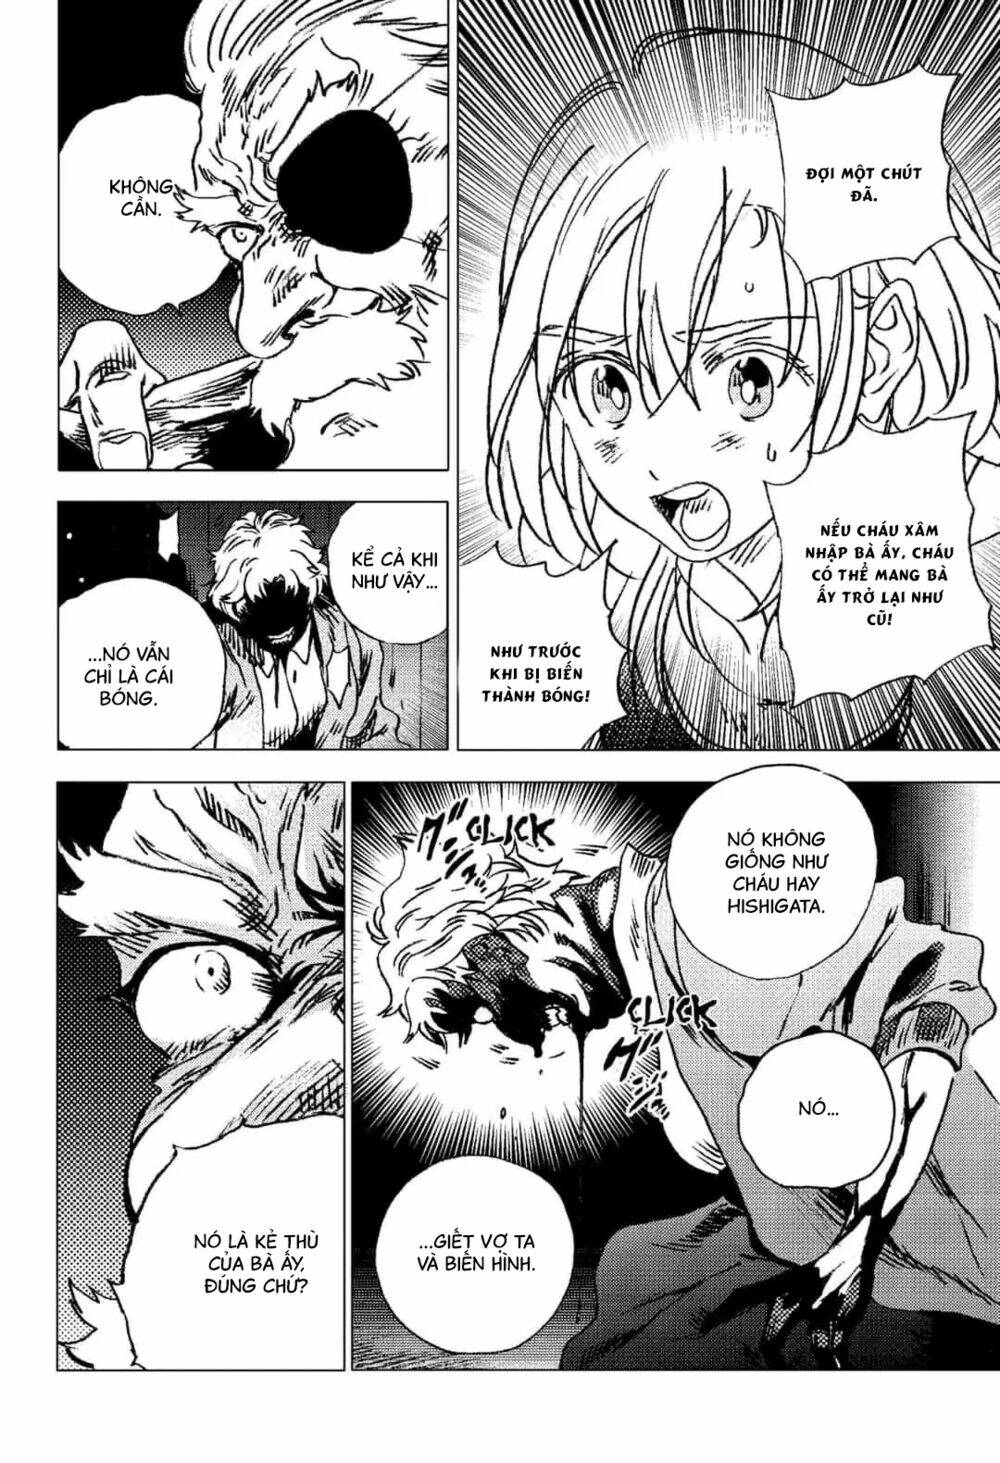 ĐỢI MỘT CHÚT
ĐÃ.
NẾU CHÁU XÂM
NHẬP BÀ ẤY, CHÁU
CÓ THỂ MANG BÀ
ẤY TRỞ LẠI NHƯ
CŨ!
NHƯ TRƯỚC
KHI BỊ BIẾN
THÀNH BÓNG!
KHÔNG
CẦN.
KỂ CẢ KHI
NHƯ VẬY...
...NÓ VẪN
CHỈ LÀ CÁI
BÓNG.
NÓ KHÔNG
GIỐNG NHƯ
CHÁU HAY
HISHIGATA.
CLICK
CLICK
NÓ...
...GIẾT VỢ TA
VÀ BIẾN HÌNH.
NÓ LÀ KẺ THÙ
CỦA BÀ ẤY,
ĐÚNG CHỨ?